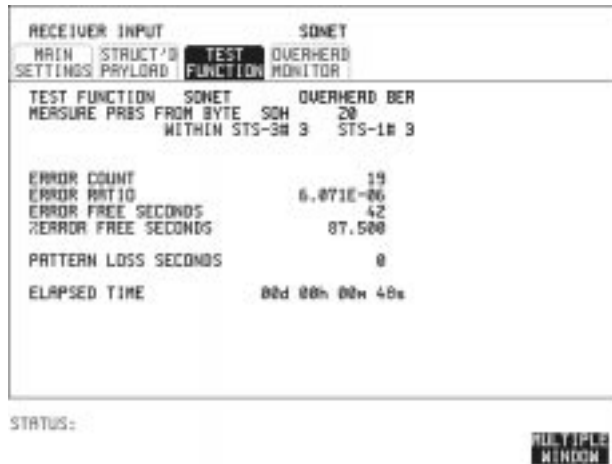 RECEIVER INPUT SONET
MAIN SETTINGS STRUCT'D PAYLOAD TEST FUNCTION OVERHEAD MONITOR
TEST FUNCTION SONET OVERHEAD BER
MEASURE PRBS FROM BYTE SOH 20
WITHIN STS-3# 3 STS-1# 3
ERROR COUNT 19
ERROR RATIO 6.071E-06
ERROR FREE SECONDS 42
%ERROR FREE SECONDS 87.500
PATTERN LOSS SECONDS 0
ELAPSED TIME 00d 00h 00m 48s
STATUS:
MULTIPLE
WINDOW